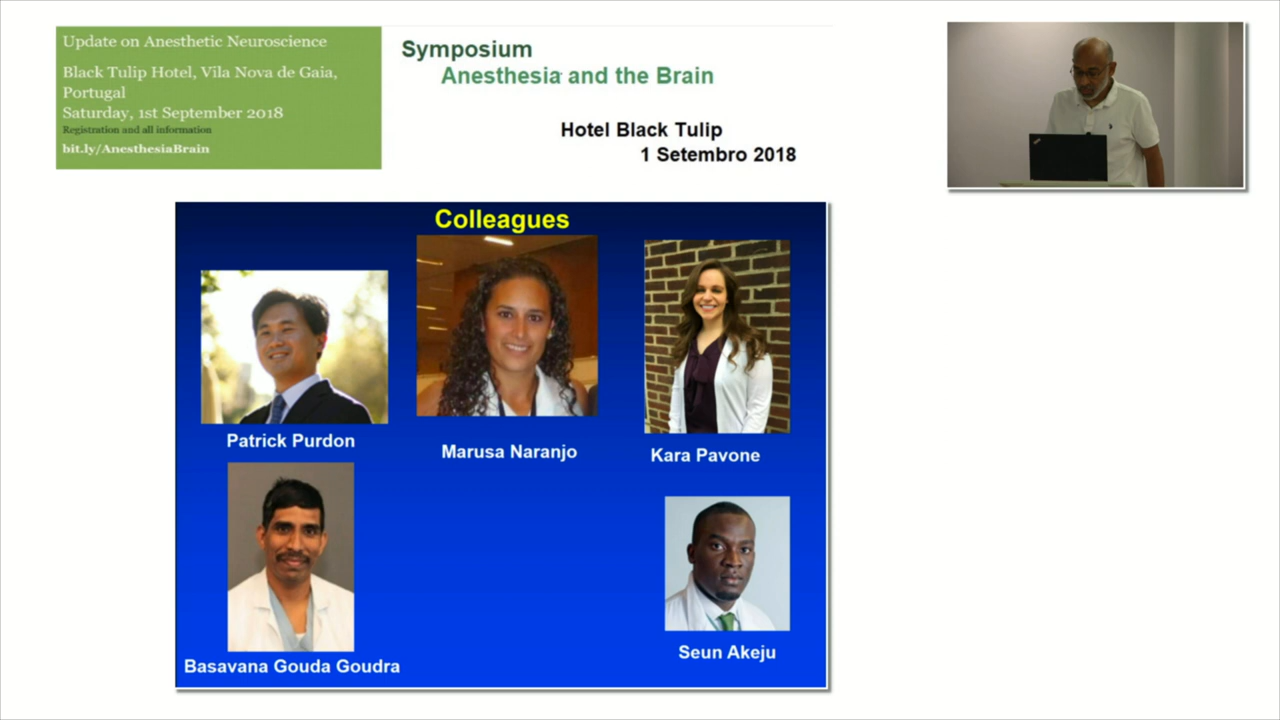 Update on Anesthetic Neuroscience
Black Tulip Hotel, Vila Nova de Gaia,
Portugal
Saturday, 1st September 2018
Registration and all information
bit.ly/AnesthesiaBrain
Symposium
Anesthesia and the Brain
Hotel Black Tulip
1 Setembro 2018
Colleagues
Patrick Purdon
Marusa Naranjo
Kara Pavone
Basavana Gouda Goudra
Seun Akeju